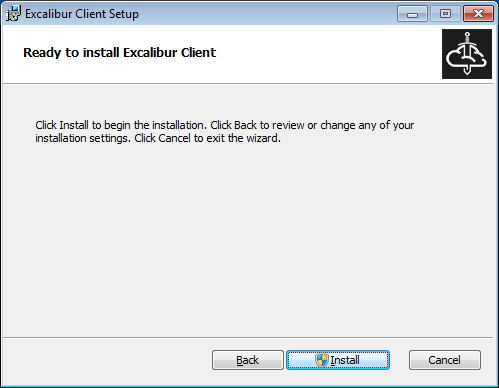 Excalibur Client Setup
Ready to install Excalibur Client
Click Install to begin the installation. Click Back to review or change any of your
installation settings. Click Cancel to exit the wizard.
Back
Install
Cancel